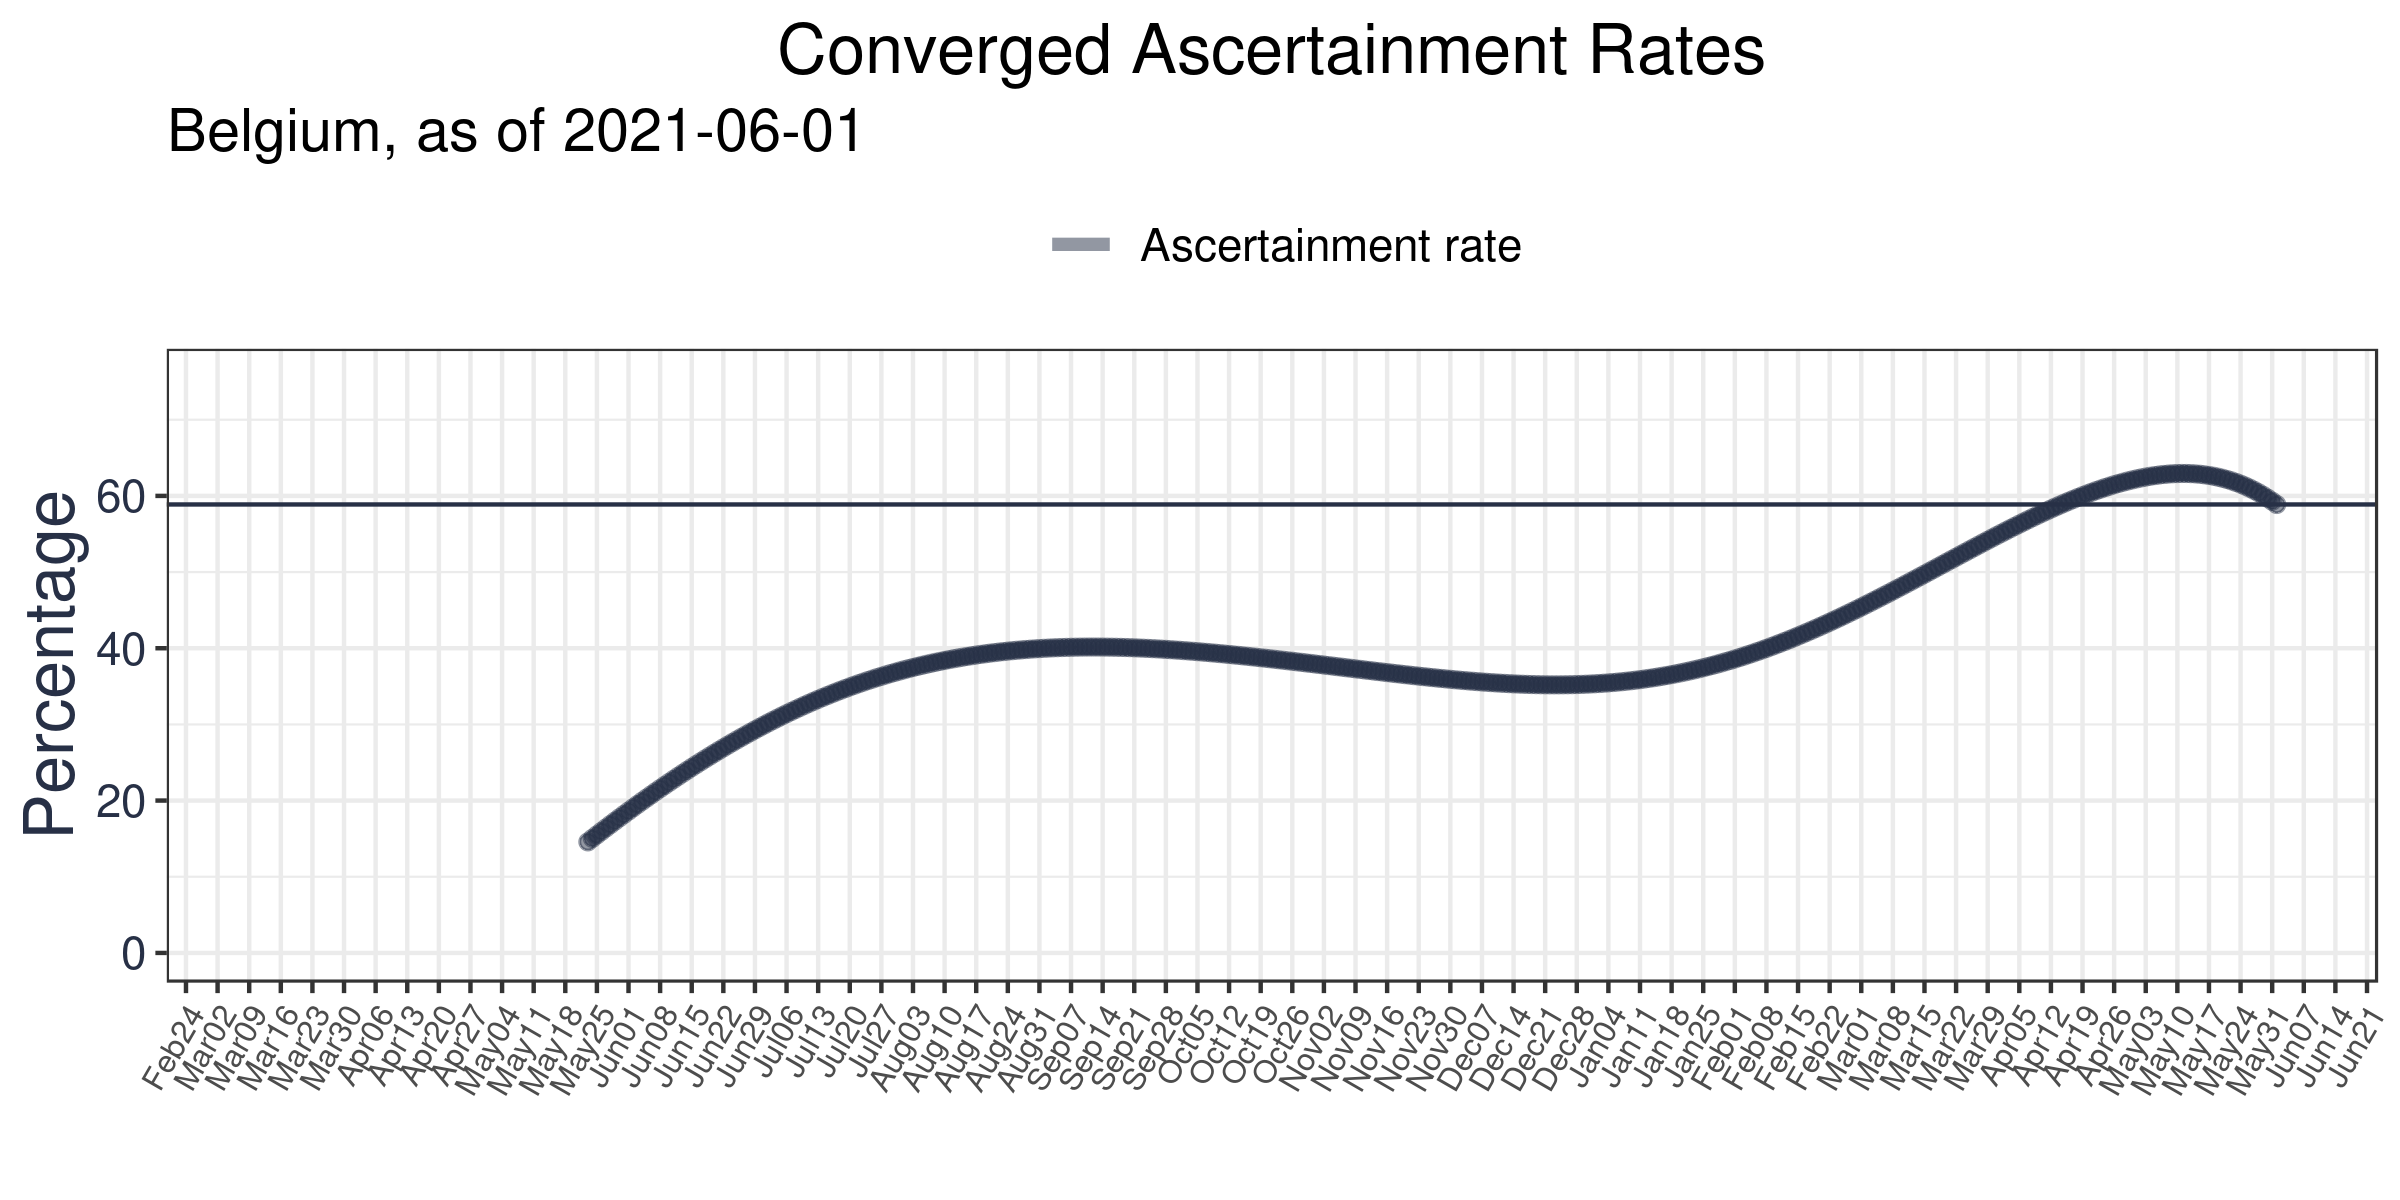 Converged Ascertainment Rates
Belgium, as of 2021-06-01
Ascertainment rate
Percentage
60
40
20
0
Feb24 Mar02 Mar09 Mar16 Mar23 Mar30 Apr06 Apr13 Apr20 Apr27 May04 May11 May18 May25 Jun01 Jun08 Jun15 Jun22 Jun29 Jul06 Jul13 Jul20 Jul27 Aug03 Aug10 Aug17 Aug24 Aug31 Sep07 Sep14 Sep21 Sep28 Oct05 Oct12 Oct19 Oct26 Nov02 Nov09 Nov16 Nov23 Nov30 Dec07 Dec14 Dec21 Dec28 Jan04 Jan11 Jan18 Jan25 Feb01 Feb08 Feb15 Feb22 Mar01 Mar08 Mar15 Mar22 Mar29 Apr05 Apr12 Apr19 Apr26 May03 May10 May17 May24 May31 Jun07 Jun14 Jun21